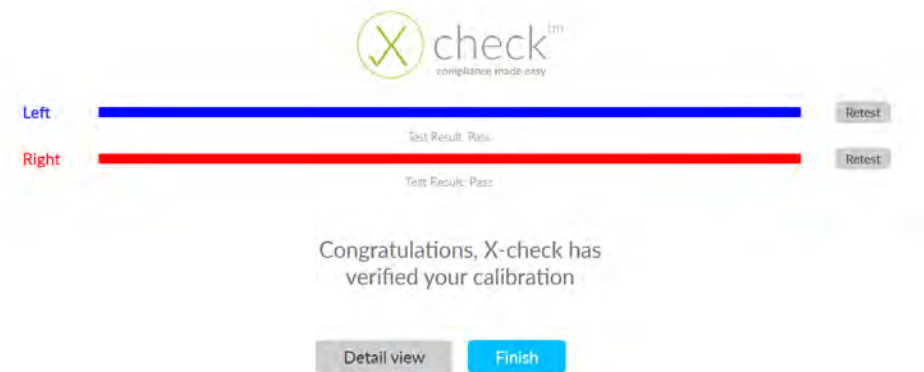 X check tm
compliance made easy
Left
Retest
Test Result: Pass
Right
Retest
Test Result: Pass
Congratulations, X-check has
verified your calibration
Detail view
Finish